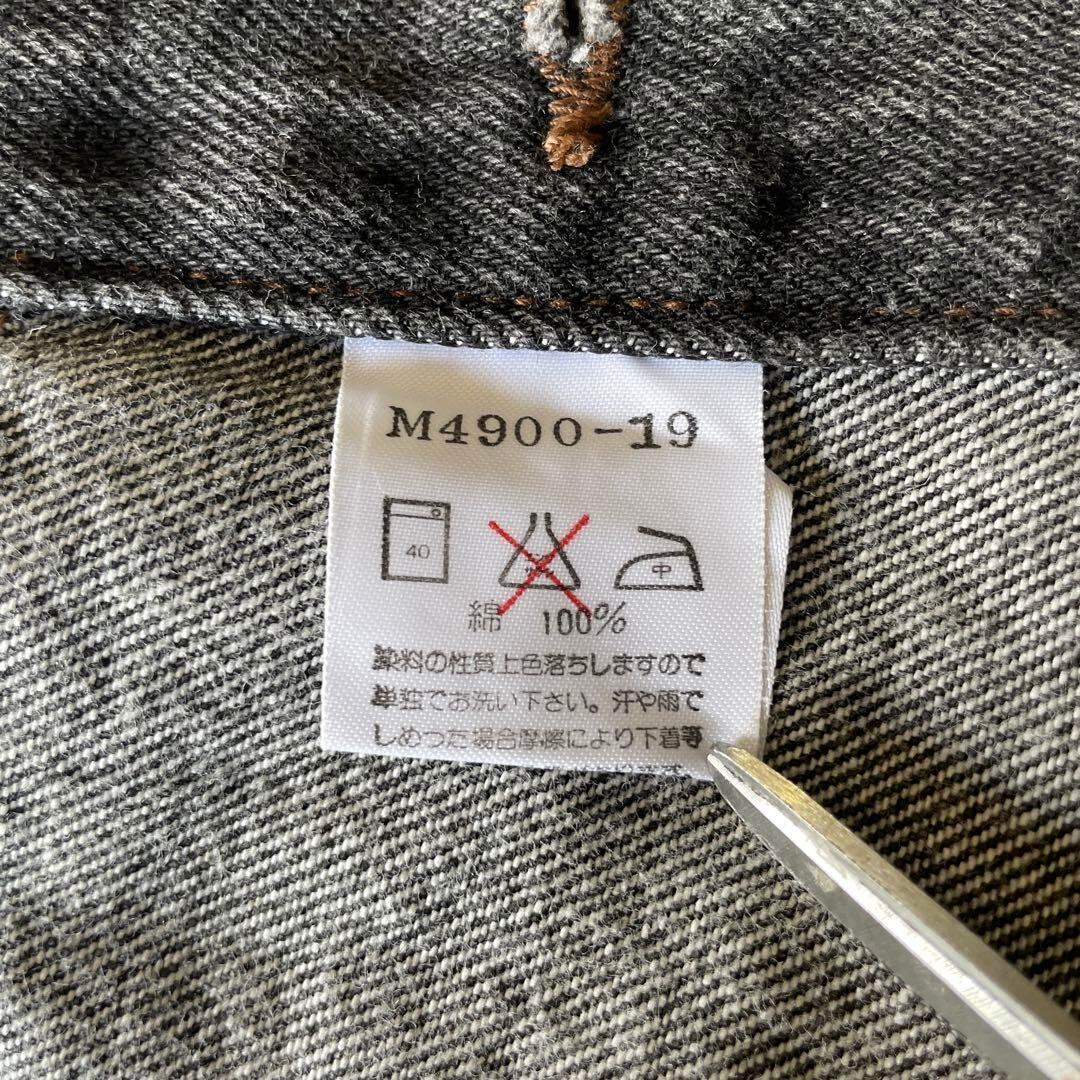 M4900-19
40
中
綿 100%
染料の性質上色落ちしますので
単独でお洗い下さい。汗や雨で
しめった場合摩擦により下着等